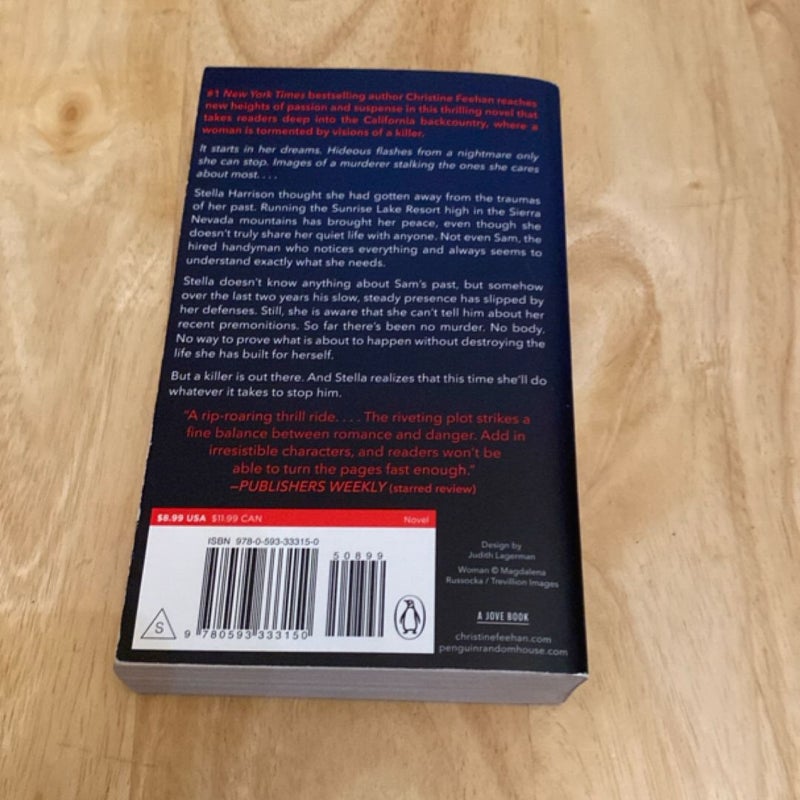 #1 New York Times bestselling author Christine Feehan reaches
new heights of passion and suspense in this thrilling novel that
takes readers deep into the California backcountry, where a
woman is tormented by visions of a killer.
It starts in her dreams. Hideous flashes from a nightmare only
she can stop. Images of a murderer stalking the ones she cares
about most. . . .
Stella Harrison thought she had gotten away from the traumas
of her past. Running the Sunrise Lake Resort high in the Sierra
Nevada mountains has brought her peace, even though she
doesn't truly share her quiet life with anyone. Not even Sam, the
hired handyman who notices everything and always seems to
understand exactly what she needs.
Stella doesn't know anything about Sam's past, but somehow
over the last two years his slow, steady presence has slipped by
her defenses. Still, she is aware that she can't tell him about her
recent premonitions. So far there's been no murder. No body.
No way to prove what is about to happen without destroying the
life she has built for herself.
But a killer is out there. And Stella realizes that this time she'll do
whatever it takes to stop him.
"A rip-roaring thrill ride. . . . The riveting plot strikes a
fine balance between romance and danger. Add in
irresistible characters, and readers won't be
able to turn the pages fast enough."
–PUBLISHERS WEEKLY (starred review)
$8.99 USA $11.99 CAN Novel
ISBN 978-0-593-33315-0
50899
S
9 780593 333150
Design by
Judith Lagerman
Woman © Magdalena
Russocka / Trevillion Images
A JOVE BOOK
christinefeehan.com
penguinrandomhouse.com